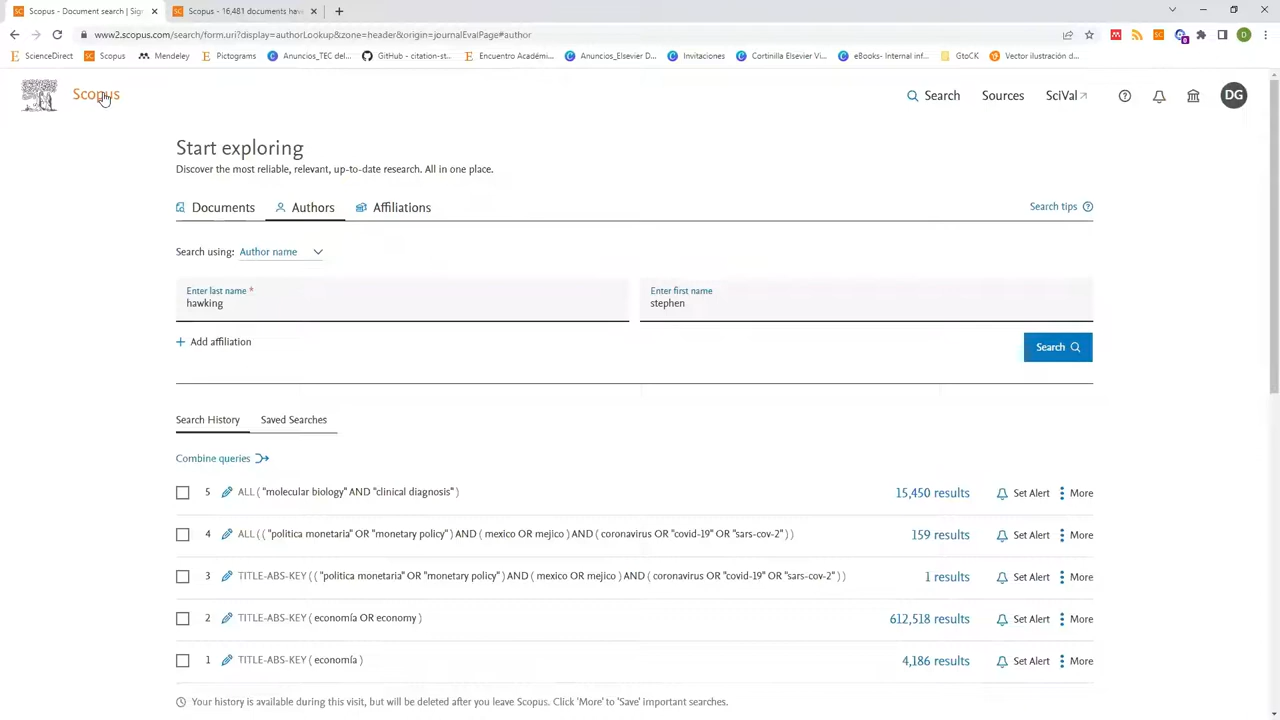 Scopus - Document search | Sig
Scopus - 16,481 documents hav
www2.scopus.com/search/form.uri?display=authorLookup&zone=header&origin=journalEvalPage#author
D
ScienceDirect Scopus Mendeley Pictograms Anuncios_TEC del... GitHub - citation-st... Encuentro Académi... Anuncios_Elsevier D... Invitaciones Cortinilla Elsevier Vi... eBooks- Internal inf... GtoCK Vector ilustración d...
Scopus
Search Sources SciVal DG
Start exploring
Discover the most reliable, relevant, up-to-date research. All in one place.
Documents Authors Affiliations Search tips
Search using: Author name
Enter last name * Enter first name
hawking stephen
+ Add affiliation
Search
Search History Saved Searches
Combine queries
5 ALL ( "molecular biology" AND "clinical diagnosis" ) 15,450 results Set Alert More
4 ALL ( ( "politica monetaria" OR "monetary policy" ) AND ( mexico OR mejico ) AND ( coronavirus OR "covid-19" OR "sars-cov-2" ) ) 159 results Set Alert More
3 TITLE-ABS-KEY ( ( "politica monetaria" OR "monetary policy" ) AND ( mexico OR mejico ) AND ( coronavirus OR "covid-19" OR "sars-cov-2" ) ) 1 results Set Alert More
2 TITLE-ABS-KEY ( economía OR economy ) 612,518 results Set Alert More
1 TITLE-ABS-KEY ( economía ) 4,186 results Set Alert More
Your history is available during this visit, but will be deleted after you leave Scopus. Click 'More' to 'Save' important searches.